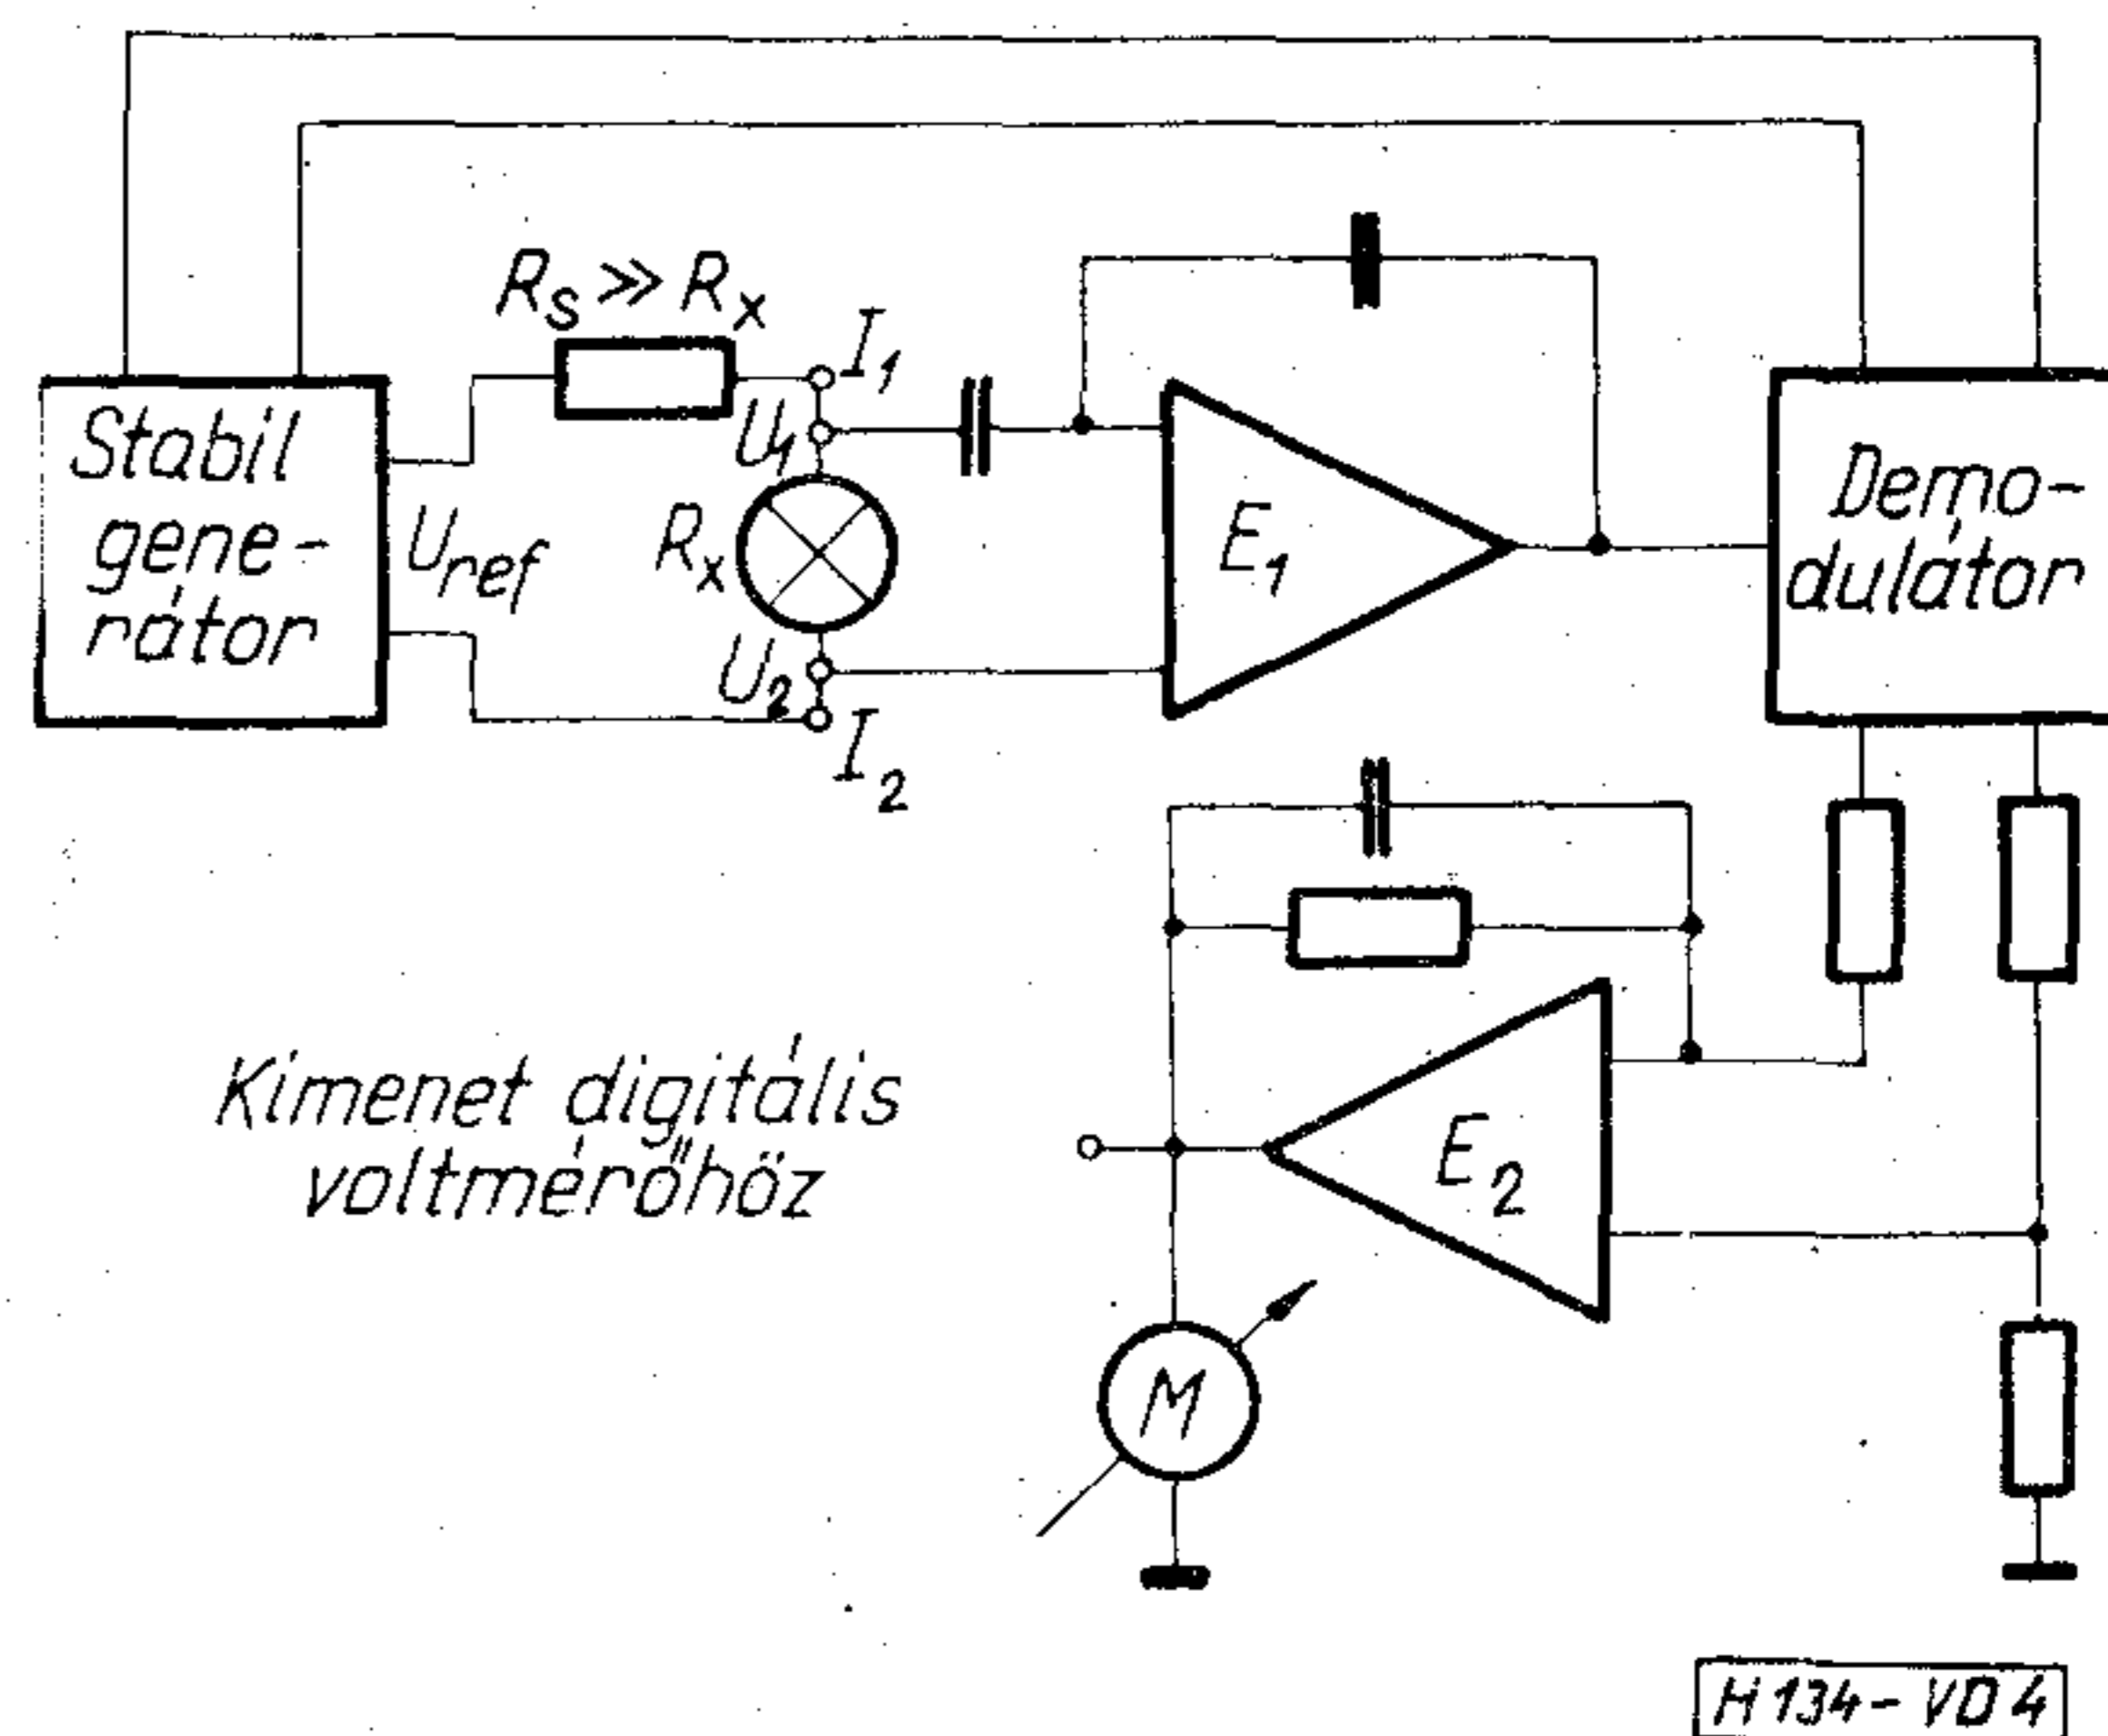 R_S ≫ R_x
I_1
Stabil
gene-
rátor
U_ref
U_1
R_x
U_2
I_2
E_1
Demo-
dulátor
Kimenet digitális
voltmérőhöz
E_2
M
H 134 - VD 4